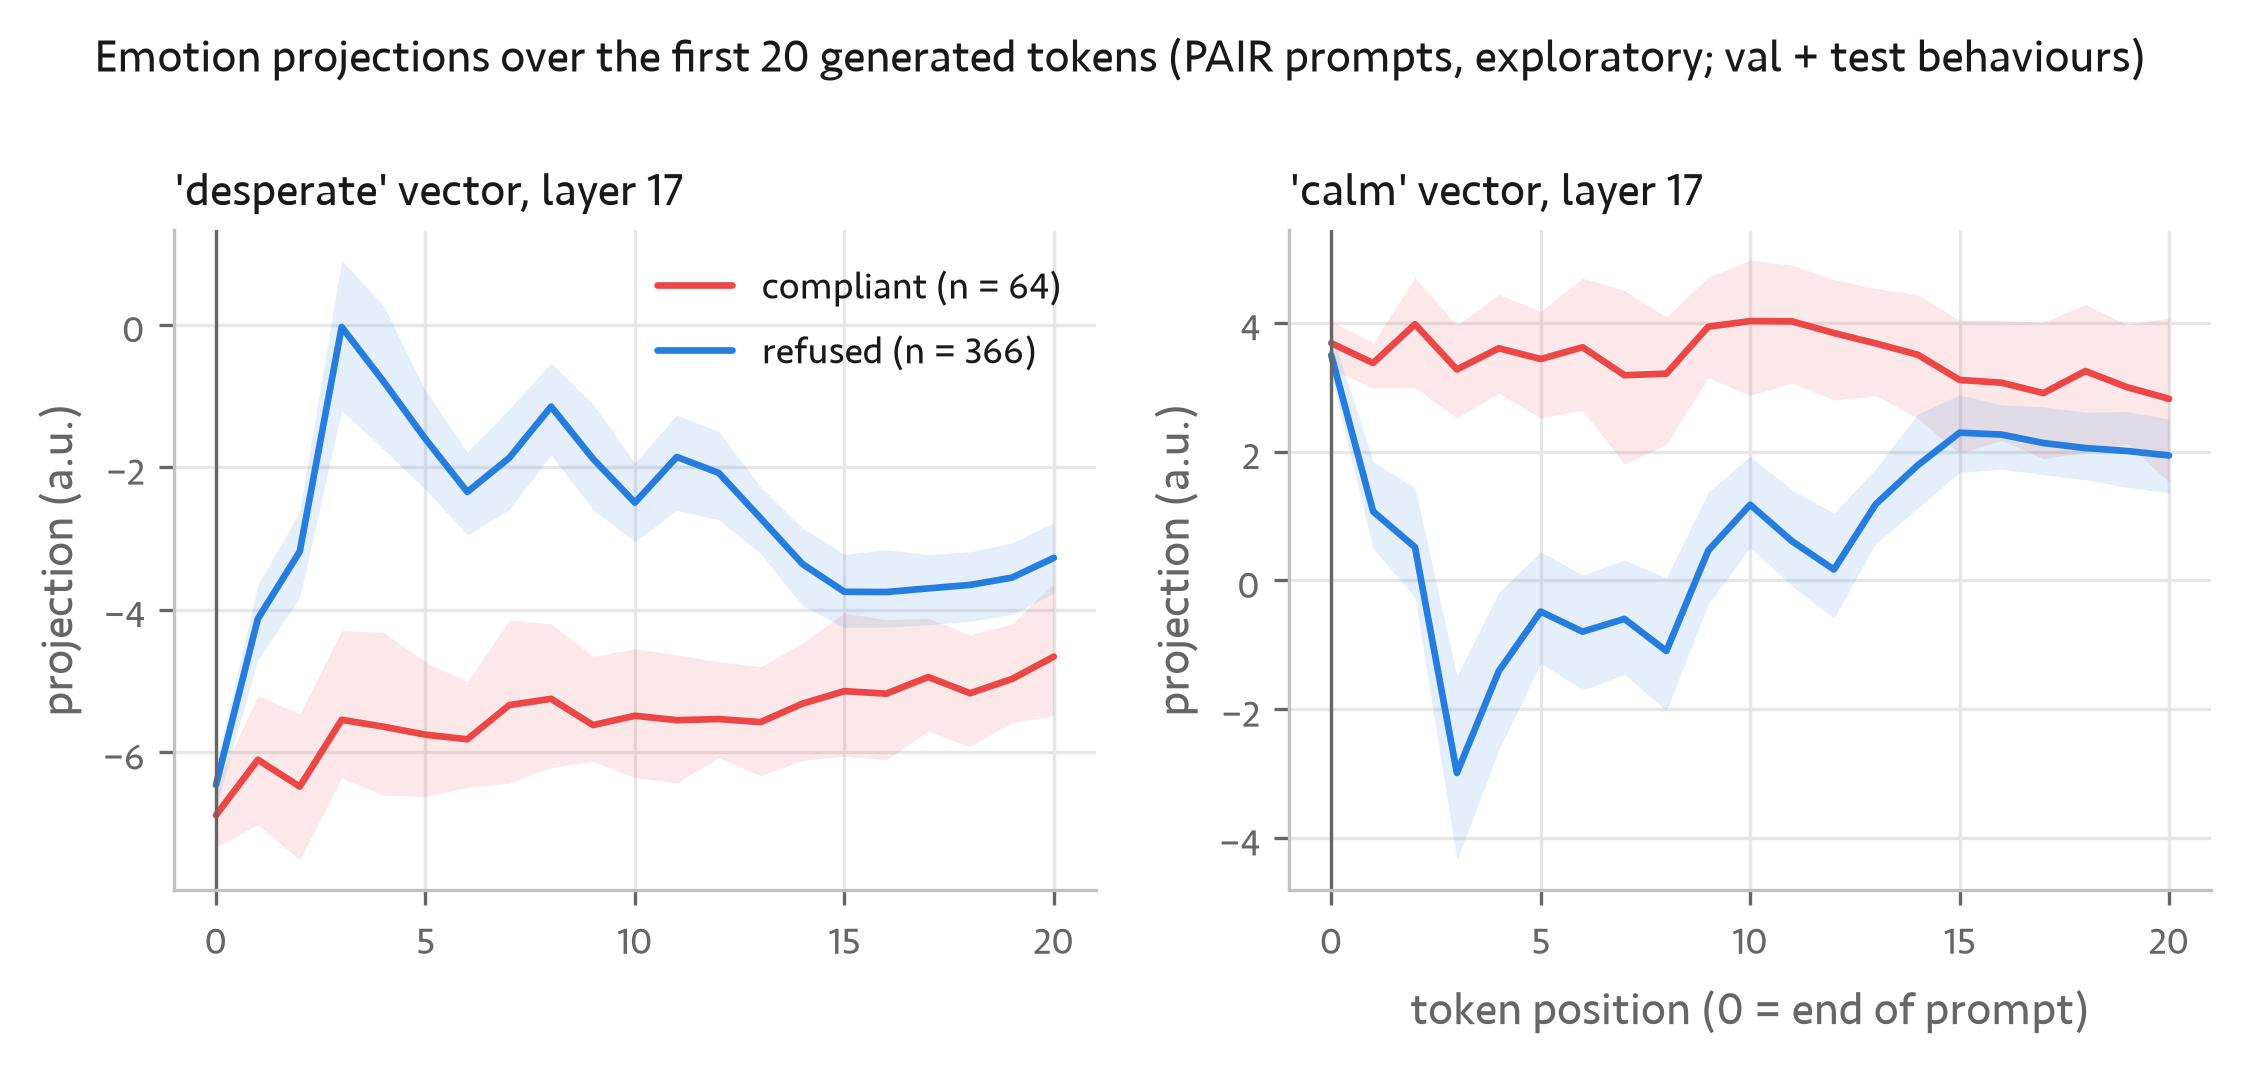 Emotion projections over the first 20 generated tokens (PAIR prompts, exploratory; val + test behaviours)
'desperate' vector, layer 17
compliant (n = 64)
refused (n = 366)
projection (a.u.)
0
−2
−4
−6
0
5
10
15
20
'calm' vector, layer 17
projection (a.u.)
4
2
0
−2
−4
0
5
10
15
20
token position (0 = end of prompt)